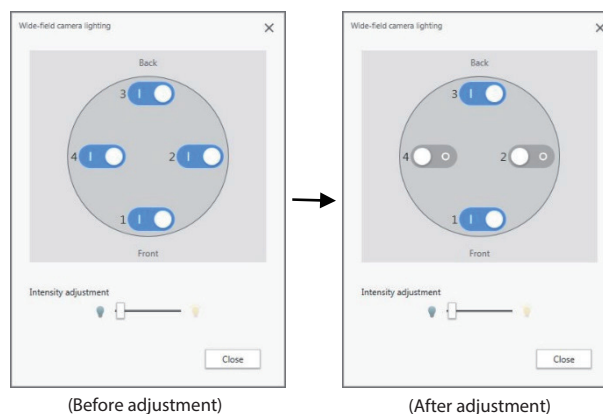 Wide-field camera lighting
Back
3
4
2
1
Front
Intensity adjustment
Close
(Before adjustment)
Wide-field camera lighting
Back
3
4
2
1
Front
Intensity adjustment
Close
(After adjustment)